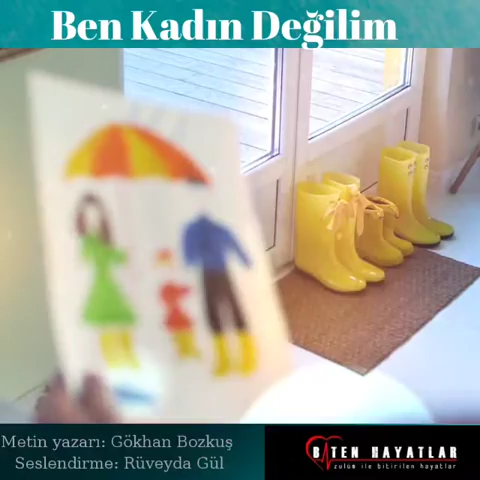 Ben Kadın Değilim
Metin yazarı: Gökhan Bozkuş
Seslendirme: Rüveyda Gül
BİTEN HAYATLAR
zulüm ile bitirilen hayatlar